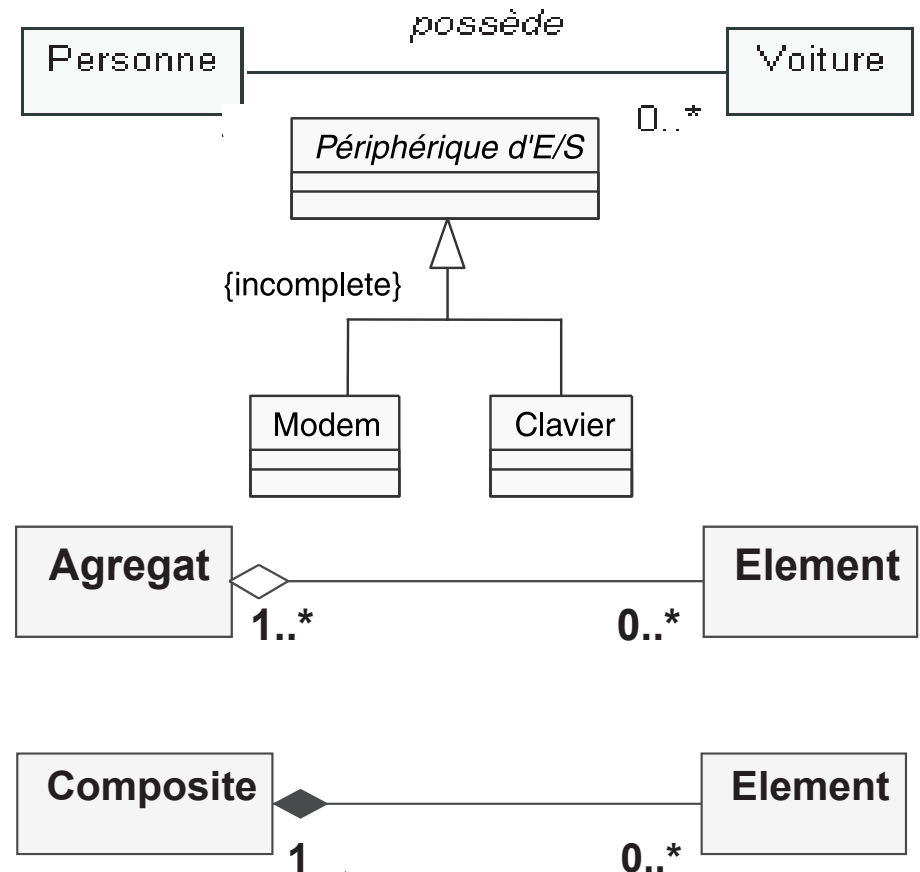 possède
Personne
Voiture
0..*
Périphérique d'E/S
{incomplete}
Modem
Clavier
Agregat
Element
1..*
0..*
Composite
Element
1
0..*